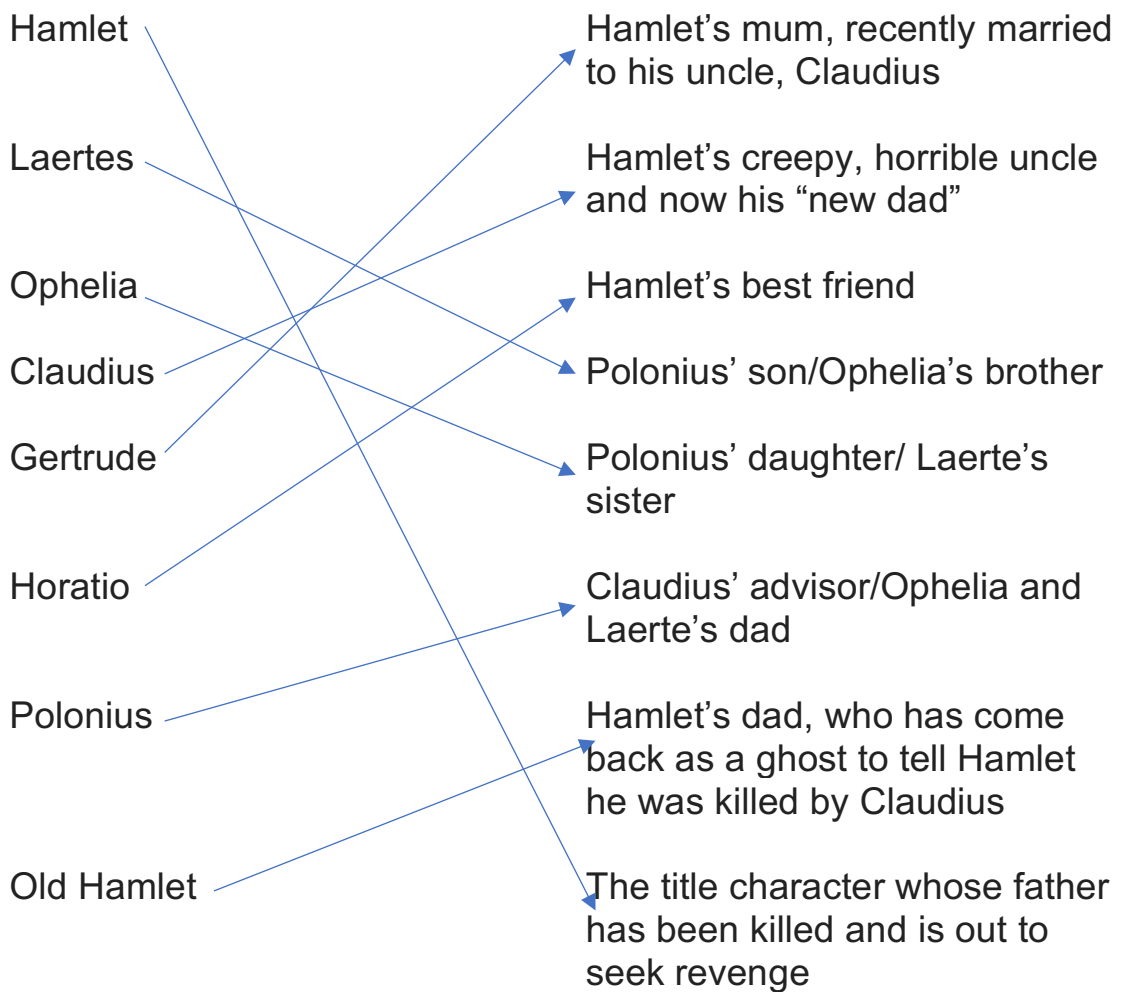 Hamlet
Hamlet’s mum, recently married
to his uncle, Claudius
Laertes
Hamlet’s creepy, horrible uncle
and now his “new dad”
Ophelia
Hamlet’s best friend
Claudius
Polonius’ son/Ophelia’s brother
Gertrude
Polonius’ daughter/ Laerte’s
sister
Horatio
Claudius’ advisor/Ophelia and
Laerte’s dad
Polonius
Hamlet’s dad, who has come
back as a ghost to tell Hamlet
he was killed by Claudius
Old Hamlet
The title character whose father
has been killed and is out to
seek revenge